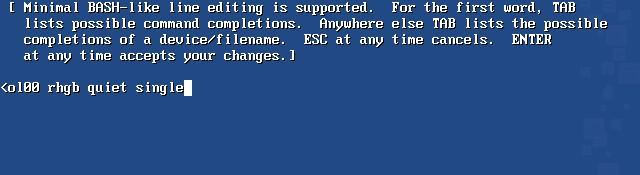 [ Minimal BASH-like line editing is supported.  For the first word, TAB
lists possible command completions.  Anywhere else TAB lists the possible
completions of a device/filename.  ESC at any time cancels.  ENTER
at any time accepts your changes.]
<ol00 rhgb quiet single